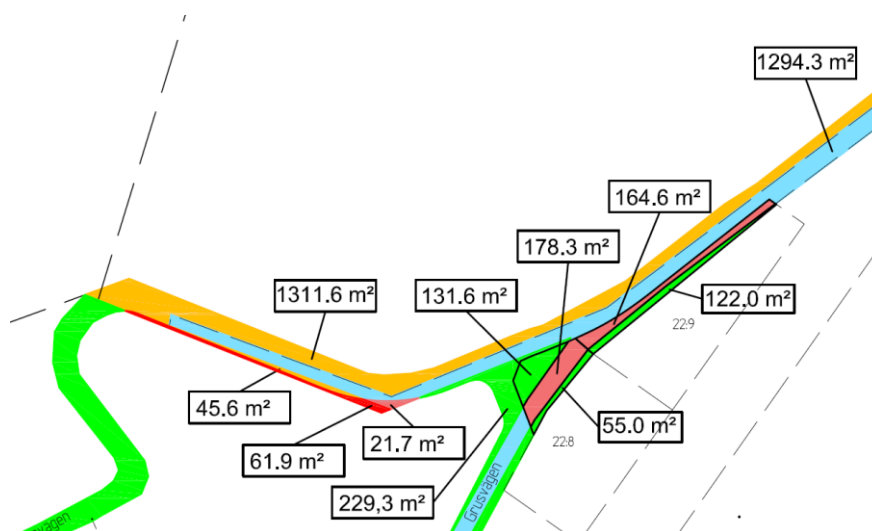 1294.3 m²
164.6 m²
178.3 m²
131.6 m²
1311.6 m²
122,0 m²
22:9
45.6 m²
21.7 m²
55.0 m²
22:8
61.9 m²
229,3 m²
Grusvagen